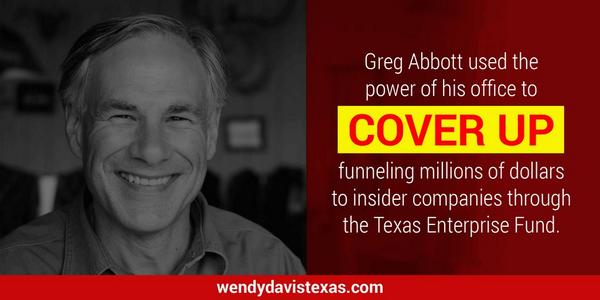 Greg Abbott used the
power of his office to
COVER UP
funneling millions of dollars
to insider companies through
the Texas Enterprise Fund.
wendydavistexas.com